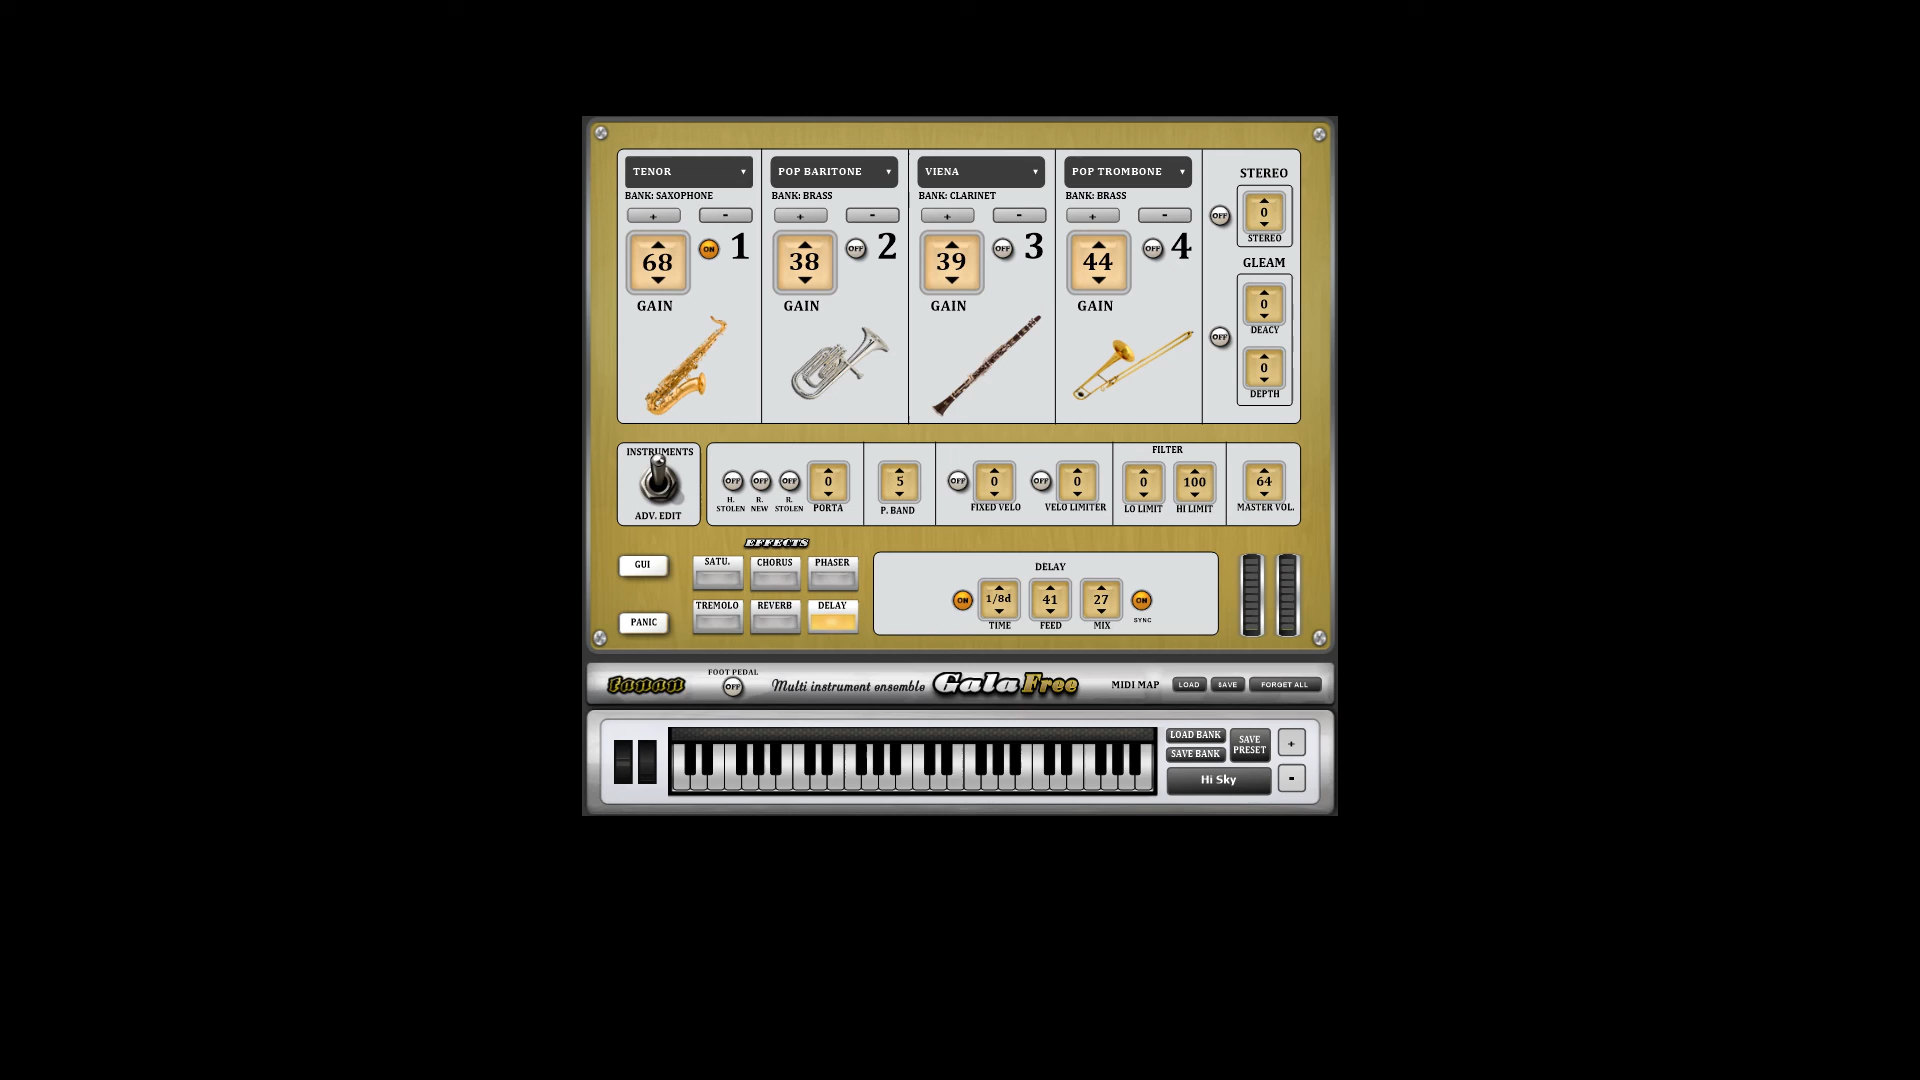 TENOR ▾ POP BARITONE ▾ VIENA ▾ POP TROMBONE ▾ STEREO
BANK: SAXOPHONE BANK: BRASS BANK: CLARINET BANK: BRASS
+ - + - + - + - OFF 0
STEREO
68 ON 1 38 OFF 2 39 OFF 3 44 OFF 4
GLEAM
GAIN GAIN GAIN GAIN 0
DEACY
OFF
0
DEPTH
INSTRUMENTS FILTER
OFF OFF OFF 0 5 OFF 0 OFF 0 0 100 64
H. STOLEN R. NEW R. STOLEN PORTA P. BAND FIXED VELO VELO LIMITER LO LIMIT HI LIMIT MASTER VOL.
ADV. EDIT
EFFECTS
GUI SATU. CHORUS PHASER DELAY
ON 1/8d 41 27 ON
TREMOLO REVERB DELAY
PANIC TIME FEED MIX SYNC
FOOT PEDAL
tanan OFF Multi instrument ensemble Gala Free MIDI MAP LOAD SAVE FORGET ALL
LOAD BANK SAVE PRESET +
SAVE BANK
Hi Sky -